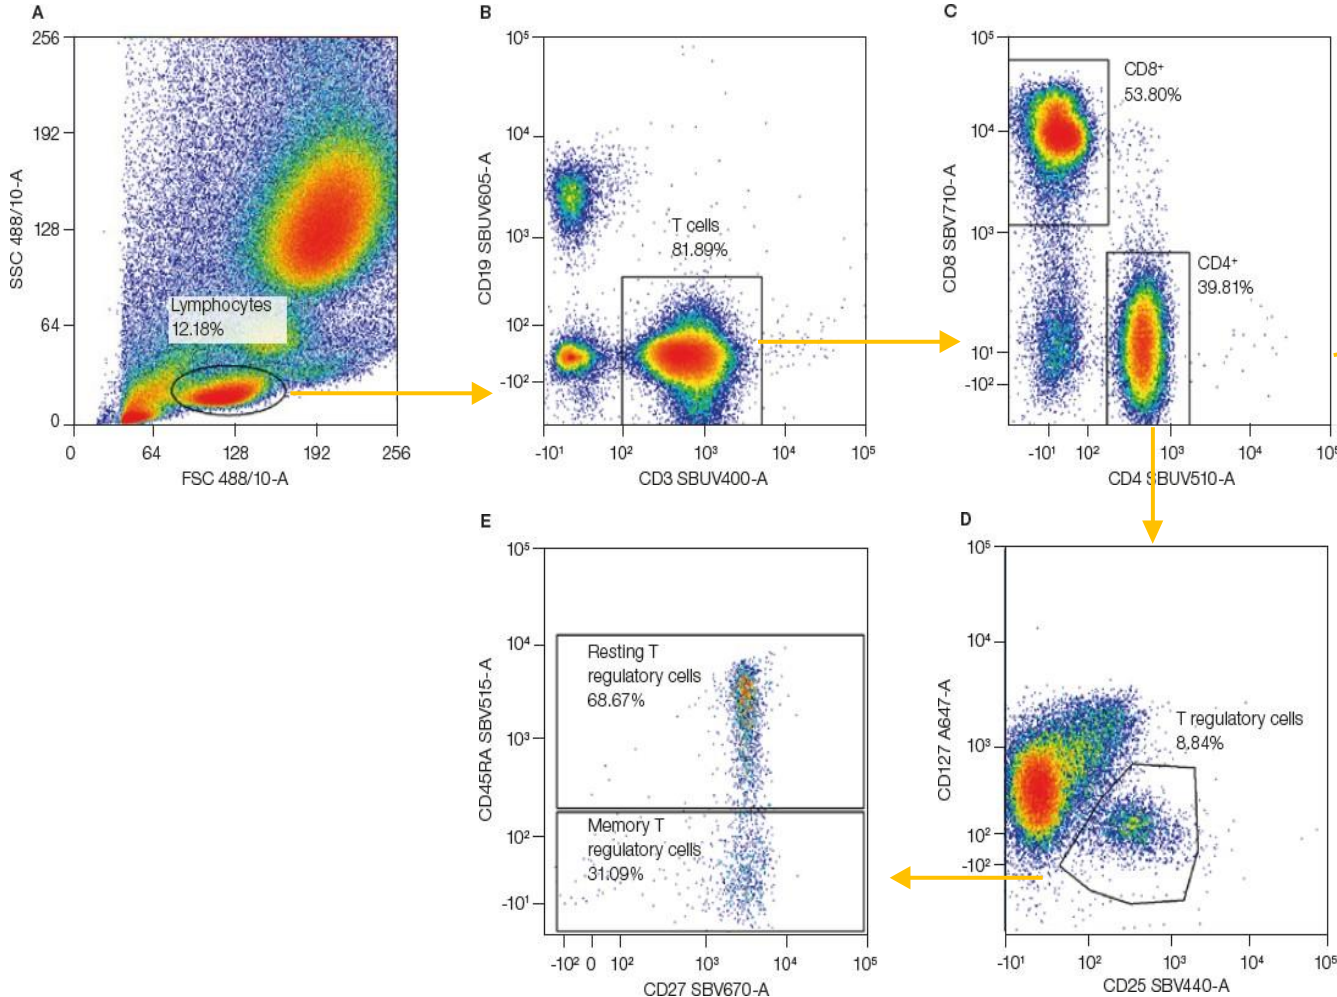 A
256
192
128
64
0
0 64 128 192 256
SSC 488/10-A
FSC 488/10-A
Lymphocytes
12.18%
B
10⁵
10⁴
10³
10²
-10²
-10¹ 10² 10³ 10⁴ 10⁵
CD19 SBUV605-A
CD3 SBUV400-A
T cells
81.89%
C
10⁵
10⁴
10³
10¹
-10²
-10¹ 10² 10³ 10⁴ 10⁵
CD8 SBV710-A
CD4 SBUV510-A
CD8⁺
53.80%
CD4⁺
39.81%
E
10⁵
10⁴
10³
10²
-10¹
-10² 0 10² 10³ 10⁴ 10⁵
CD45RA SBV515-A
CD27 SBV670-A
Resting T
regulatory cells
68.67%
Memory T
regulatory cells
31.09%
D
10⁵
10⁴
10³
10²
-10²
-10¹ 10² 10³ 10⁴ 10⁵
CD127 A647-A
CD25 SBV440-A
T regulatory cells
8.84%